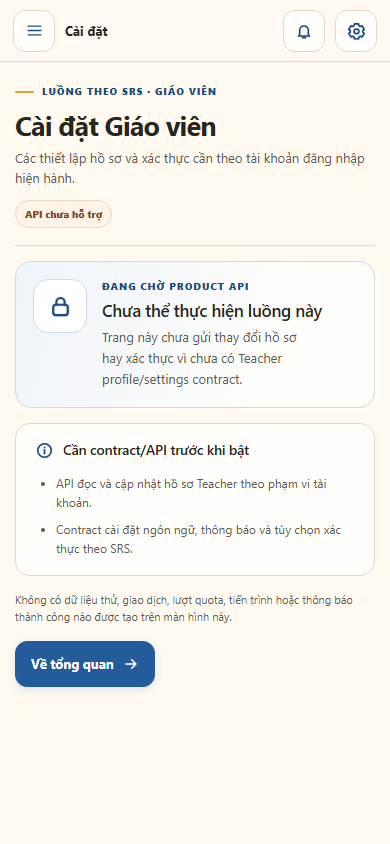 Cài đặt
LUỒNG THEO SRS · GIÁO VIÊN
Cài đặt Giáo viên
Các thiết lập hồ sơ và xác thực cần theo tài khoản đăng nhập
hiện hành.
API chưa hỗ trợ
ĐANG CHỜ PRODUCT API
Chưa thể thực hiện luồng này
Trang này chưa gửi thay đổi hồ sơ
hay xác thực vì chưa có Teacher
profile/settings contract.
Cần contract/API trước khi bật
• API đọc và cập nhật hồ sơ Teacher theo phạm vi tài
khoản.
• Contract cài đặt ngôn ngữ, thông báo và tùy chọn xác
thực theo SRS.
Không có dữ liệu thử, giao dịch, lượt quota, tiến trình hoặc thông báo
thành công nào được tạo trên màn hình này.
Về tổng quan →